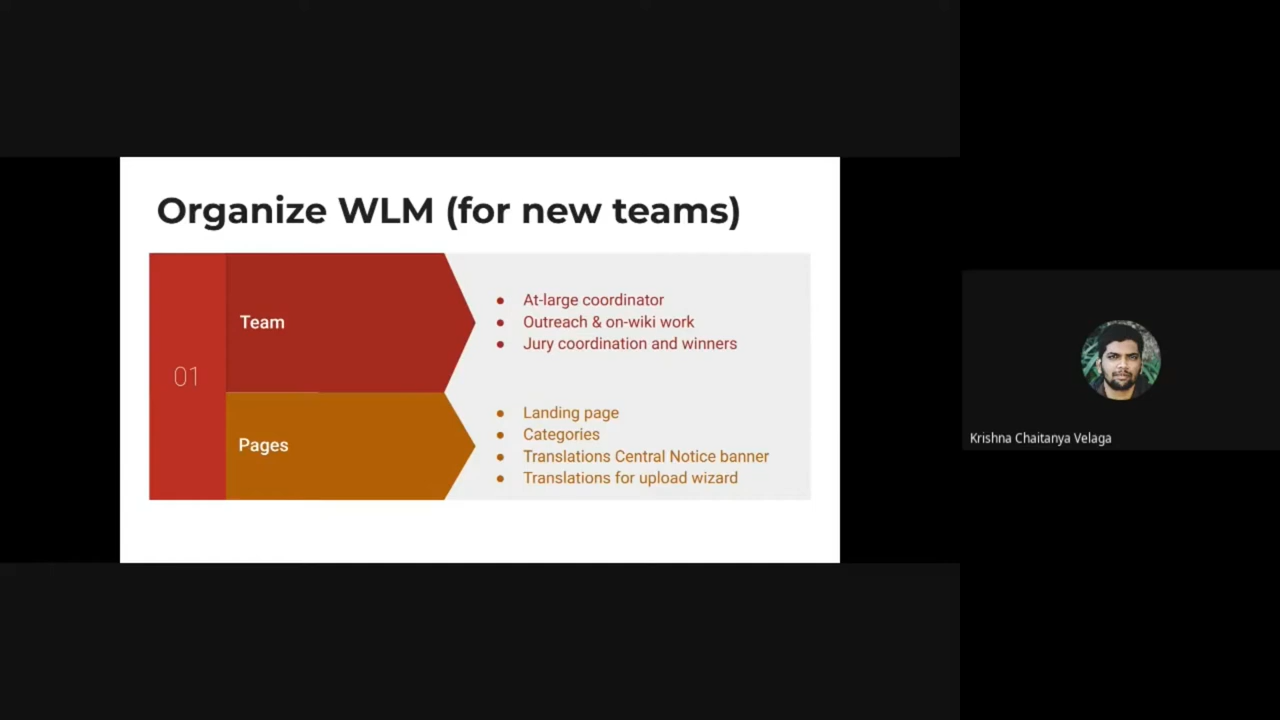 Organize WLM (for new teams)
01
Team
● At-large coordinator
● Outreach & on-wiki work
● Jury coordination and winners
Pages
● Landing page
● Categories
● Translations Central Notice banner
● Translations for upload wizard
Krishna Chaitanya Velaga